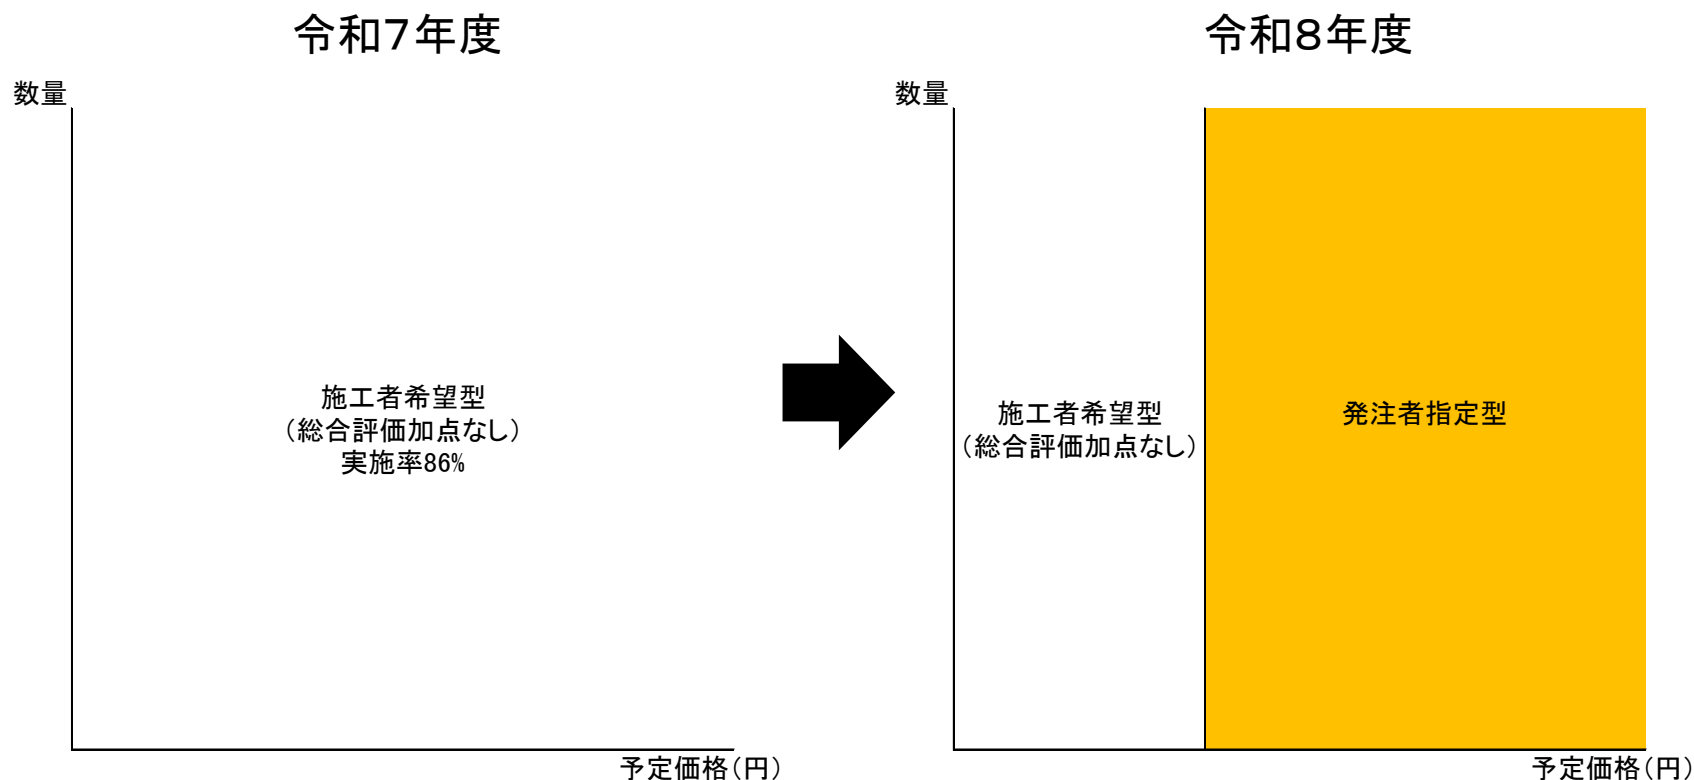 令和7年度
数量
施工者希望型
（総合評価加点なし）
実施率86%
予定価格（円）
令和8年度
数量
施工者希望型
（総合評価加点なし）
発注者指定型
予定価格（円）